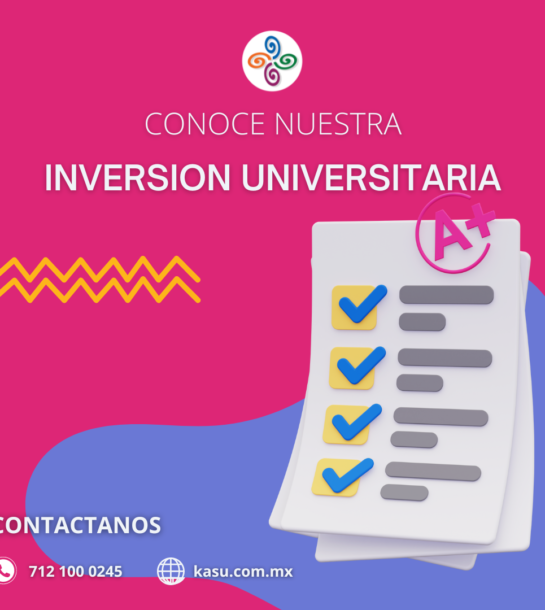 CONOCE NUESTRA
INVERSION UNIVERSITARIA
A+
CONTACTANOS
712 100 0245
kasu.com.mx